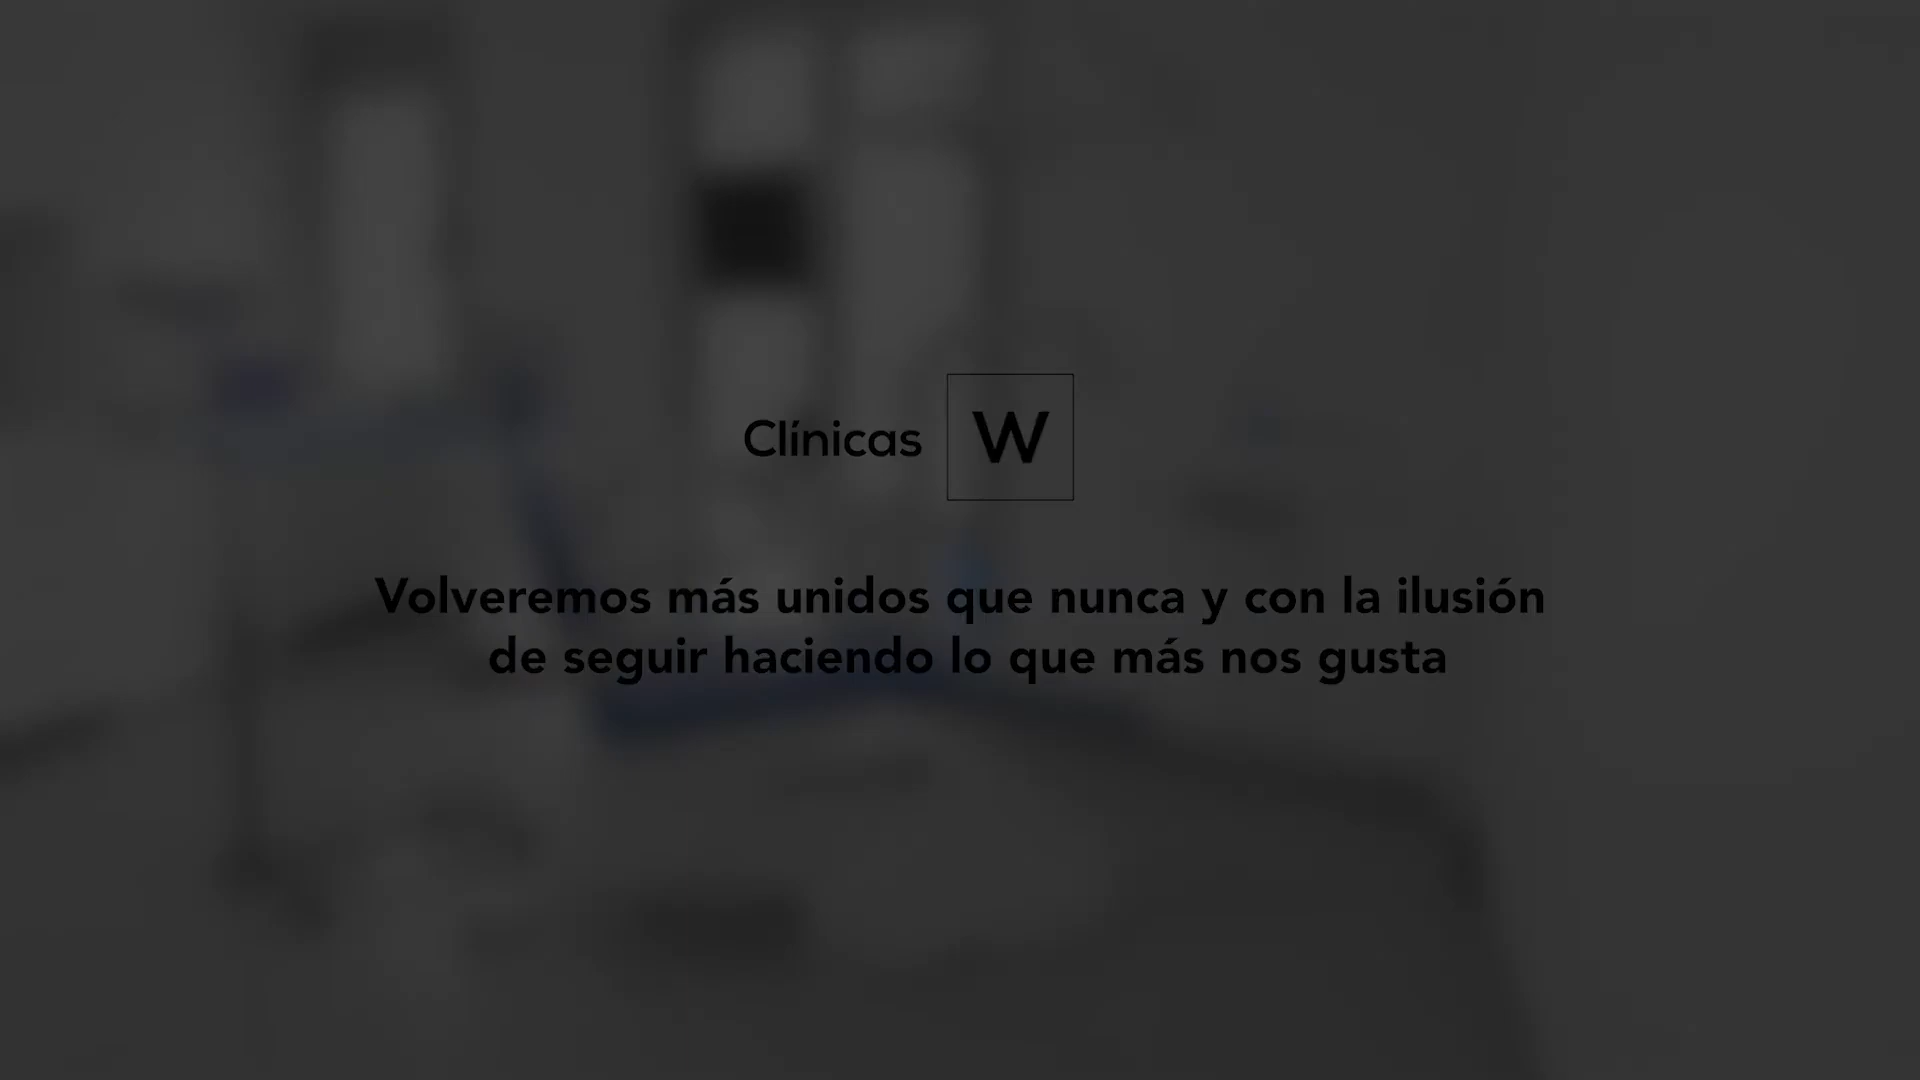 Clínicas W
Volveremos más unidos que nunca y con la ilusión
de seguir haciendo lo que más nos gusta